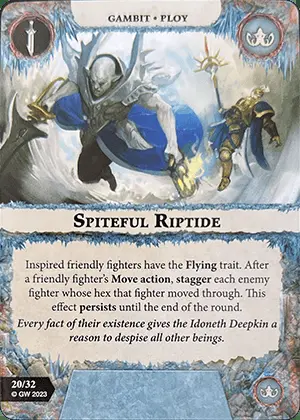 GAMBIT • PLOY
SPITEFUL RIPTIDE
Inspired friendly fighters have the Flying trait. After
a friendly fighter's Move action, stagger each enemy
fighter whose hex that fighter moved through. This
effect persists until the end of the round.
Every fact of their existence gives the Idoneth Deepkin a
reason to despise all other beings.
20/32
© GW 2023